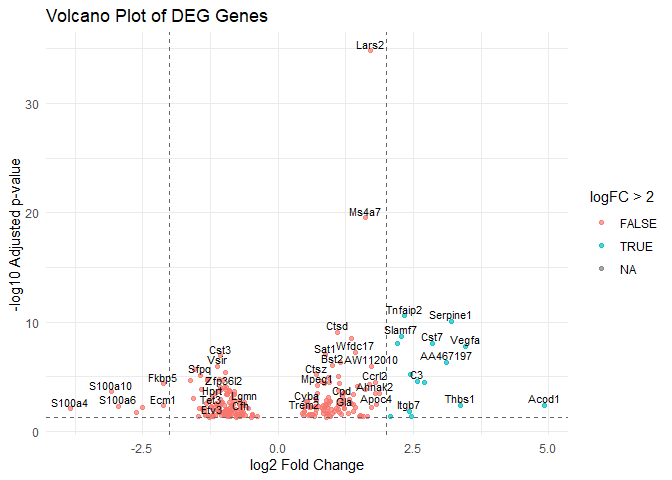 Volcano Plot of DEG Genes
Lars2
30
Ms4a7
20
-log10 Adjusted p-value
logFC > 2
FALSE
TRUE
NA
Tnfaip2
Serpine1
10
Ctsd
Slamf7
Cst7
Vegfa
Cst3
Sat1
Wfdc17
Vsir
Bst2
AW112010
AA467197
Sfpq
Ctsz
Ccrl2
C3
Fkbp5
Zfp36l2
Mpeg1
Ahnak2
S100a10
Hprt
Lgmn
Cyba
Cpd
S100a4
S100a6
Ecm1
Tet3
Cfh
Trem2
Gla
Apoc4
Itgb7
Thbs1
Acod1
Etv3
0
-2.5
0.0
2.5
5.0
log2 Fold Change